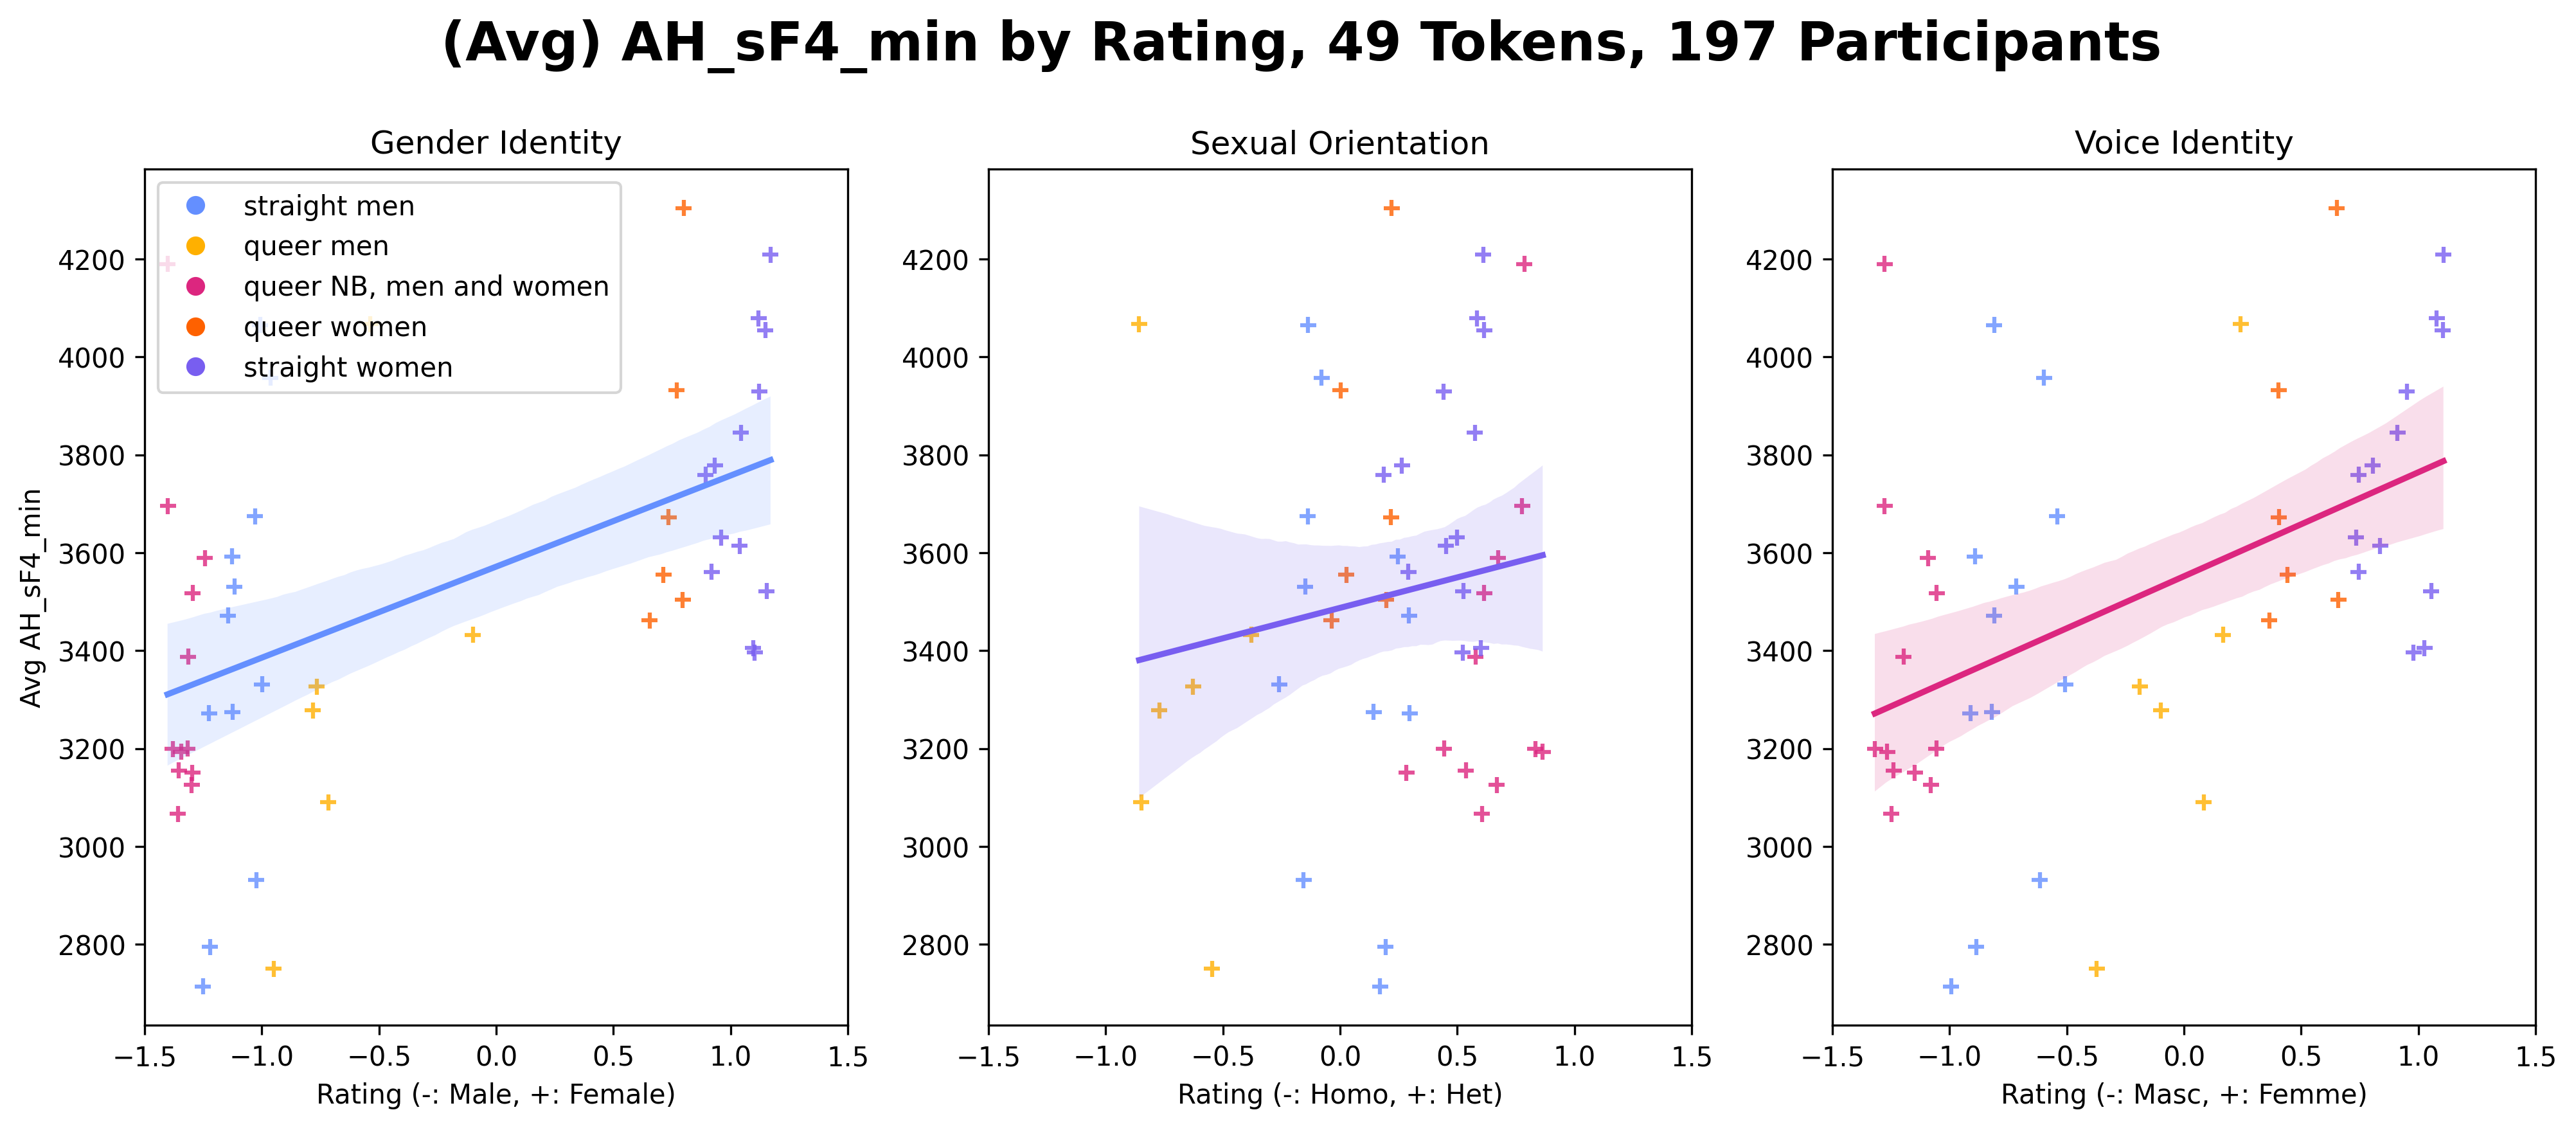 (Avg) AH_sF4_min by Rating, 49 Tokens, 197 Participants
Gender Identity
Sexual Orientation
Voice Identity
straight men
queer men
queer NB, men and women
queer women
straight women
Avg AH_sF4_min
4200
4000
3800
3600
3400
3200
3000
2800
−1.5 −1.0 −0.5 0.0 0.5 1.0 1.5
Rating (-: Male, +: Female)
4200
4000
3800
3600
3400
3200
3000
2800
−1.5 −1.0 −0.5 0.0 0.5 1.0 1.5
Rating (-: Homo, +: Het)
4200
4000
3800
3600
3400
3200
3000
2800
−1.5 −1.0 −0.5 0.0 0.5 1.0 1.5
Rating (-: Masc, +: Femme)